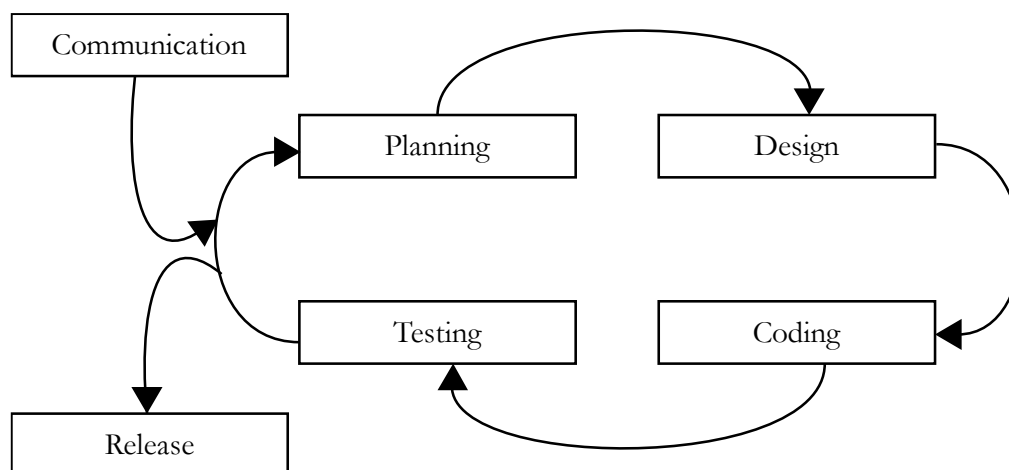 Communication
Planning
Design
Testing
Coding
Release